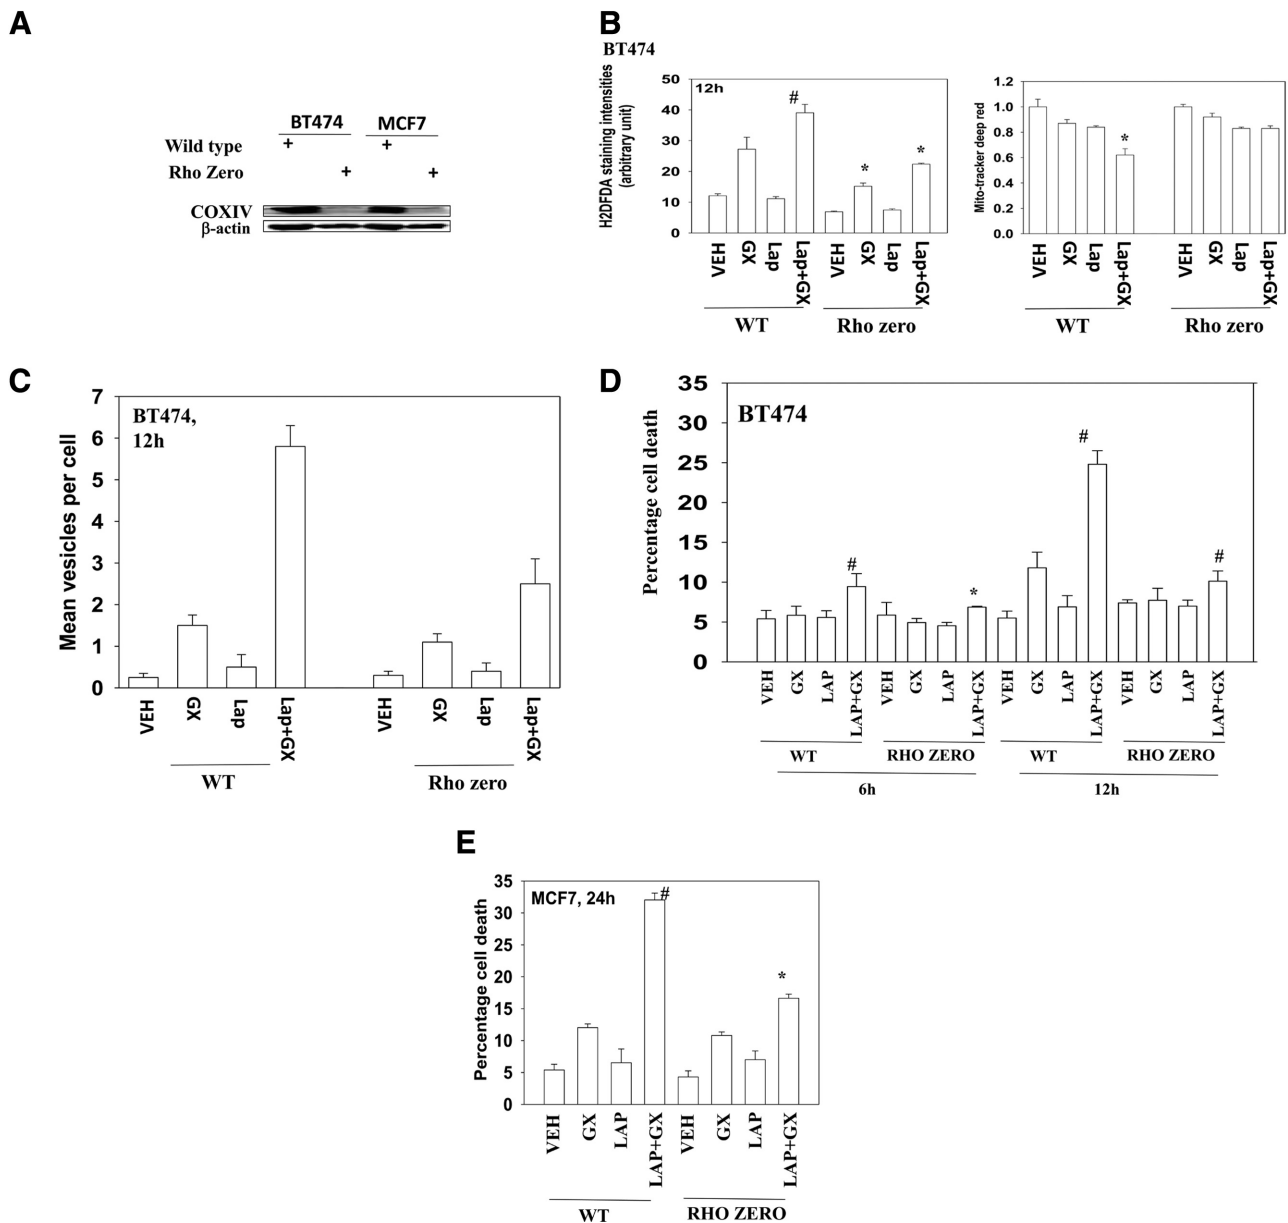 A
BT474 MCF7
Wild type + +
Rho Zero + +
COXIV
β-actin
B
BT474
H2DFDA staining intensities
(arbitrary unit)
50
40
30
20
10
0
12h
#
*
*
VEH GX Lap Lap+GX VEH GX Lap Lap+GX
WT Rho zero
Mito-tracker deep red
1.2
1.0
0.8
0.6
0.4
0.2
0.0
*
VEH GX Lap Lap+GX VEH GX Lap Lap+GX
WT Rho zero
C
Mean vesicles per cell
7
6
5
4
3
2
1
0
BT474,
12h
VEH GX Lap Lap+GX VEH GX Lap Lap+GX
WT Rho zero
D
Percentage cell death
35
30
25
20
15
10
5
0
BT474
#
*
#
#
VEH GX LAP LAP+GX VEH GX LAP LAP+GX VEH GX LAP LAP+GX VEH GX LAP LAP+GX
WT RHO ZERO WT RHO ZERO
6h 12h
E
Percentage cell death
35
30
25
20
15
10
5
0
MCF7, 24h
#
*
VEH GX LAP LAP+GX VEH GX LAP LAP+GX
WT RHO ZERO